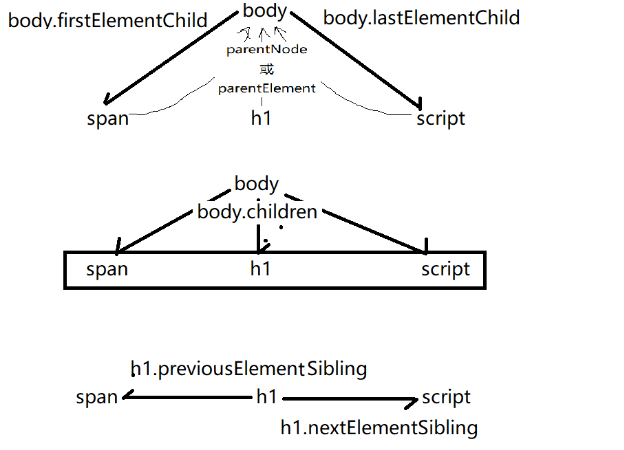 body
body.firstElementChild
body.lastElementChild
parentNode
或
parentElement
span
h1
script
body
body.children
span
h1
script
h1.previousElementSibling
span
h1
script
h1.nextElementSibling